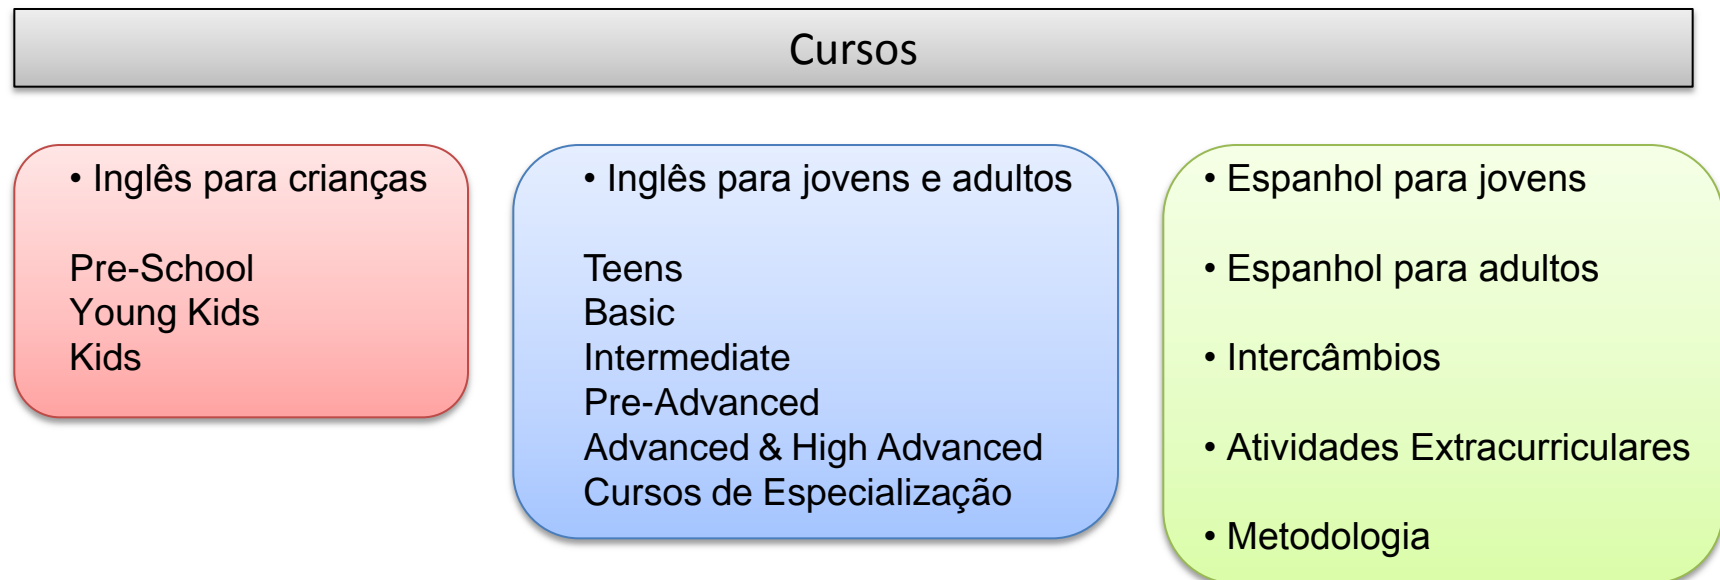 Cursos
• Inglês para crianças
Pre-School
Young Kids
Kids
• Inglês para jovens e adultos
Teens
Basic
Intermediate
Pre-Advanced
Advanced & High Advanced
Cursos de Especialização
• Espanhol para jovens
• Espanhol para adultos
• Intercâmbios
• Atividades Extracurriculares
• Metodologia